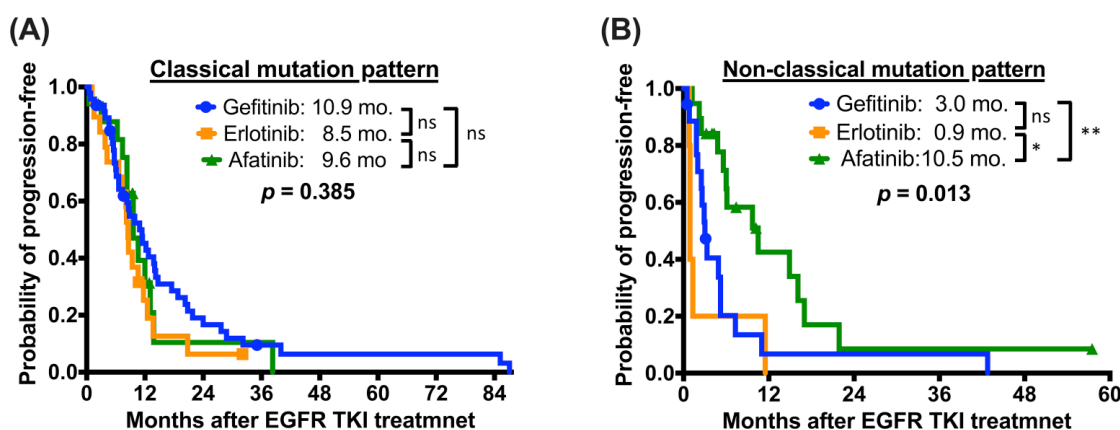 (A)
Classical mutation pattern
Gefitinib: 10.9 mo.
Erlotinib: 8.5 mo.
Afatinib: 9.6 mo
ns
ns
ns
p = 0.385
Probability of progression-free
1.0
0.8
0.6
0.4
0.2
0.0
0 12 24 36 48 60 72 84
Months after EGFR TKI treatmnet
(B)
Non-classical mutation pattern
Gefitinib: 3.0 mo.
Erlotinib: 0.9 mo.
Afatinib:10.5 mo.
ns
*
**
p = 0.013
Probability of progression-free
1.0
0.8
0.6
0.4
0.2
0.0
0 12 24 36 48 60
Months after EGFR TKI treatmnet